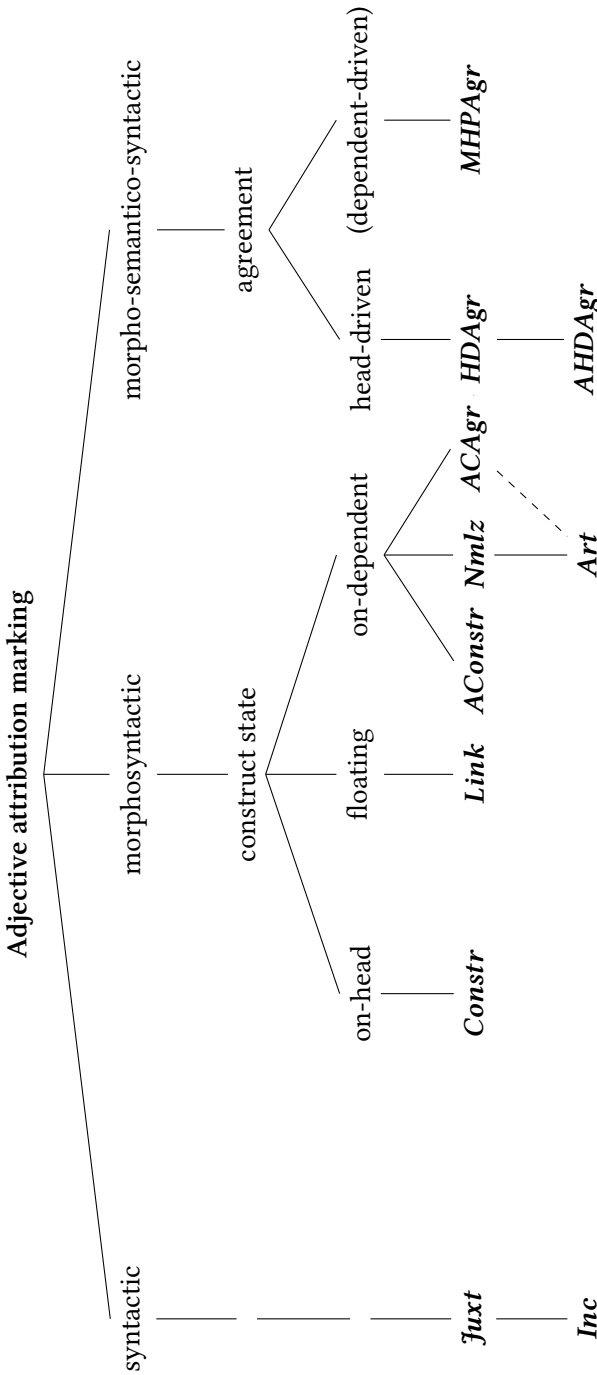 Adjective attribution marking
syntactic morphosyntactic morpho-semantico-syntactic
construct state agreement
on-head floating on-dependent head-driven (dependent-driven)
Juxt Constr Link AConstr Nmlz ACAgr HDAgr MHPAgr
Inc Art AHDAgr